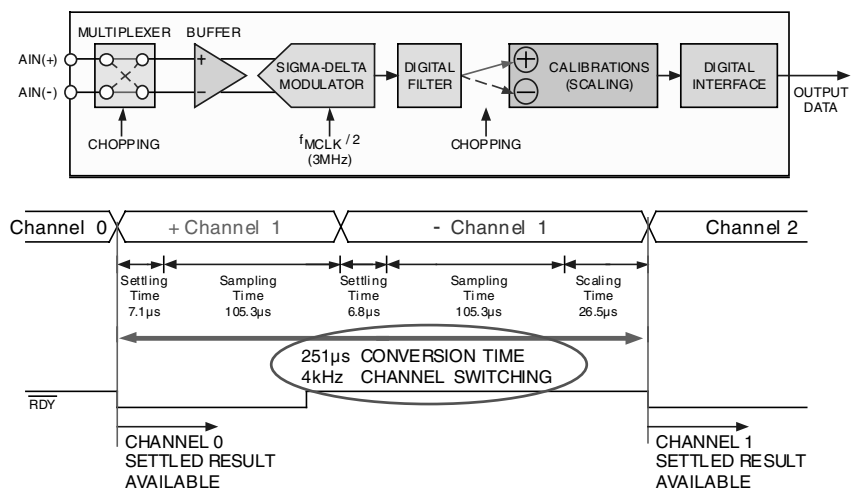 MULTIPLEXER BUFFER
AIN(+)
AIN(-)
+
−
SIGMA-DELTA
MODULATOR
DIGITAL
FILTER
+
−
CALIBRATIONS
(SCALING)
DIGITAL
INTERFACE
OUTPUT
DATA
CHOPPING
fMCLK/2
(3MHz)
CHOPPING
Channel 0 + Channel 1 - Channel 1 Channel 2
Settling
Time
7.1µs
Sampling
Time
105.3µs
Settling
Time
6.8µs
Sampling
Time
105.3µs
Scaling
Time
26.5µs
251µs CONVERSION TIME
4kHz CHANNEL SWITCHING
RDY
CHANNEL 0
SETTLED RESULT
AVAILABLE
CHANNEL 1
SETTLED RESULT
AVAILABLE